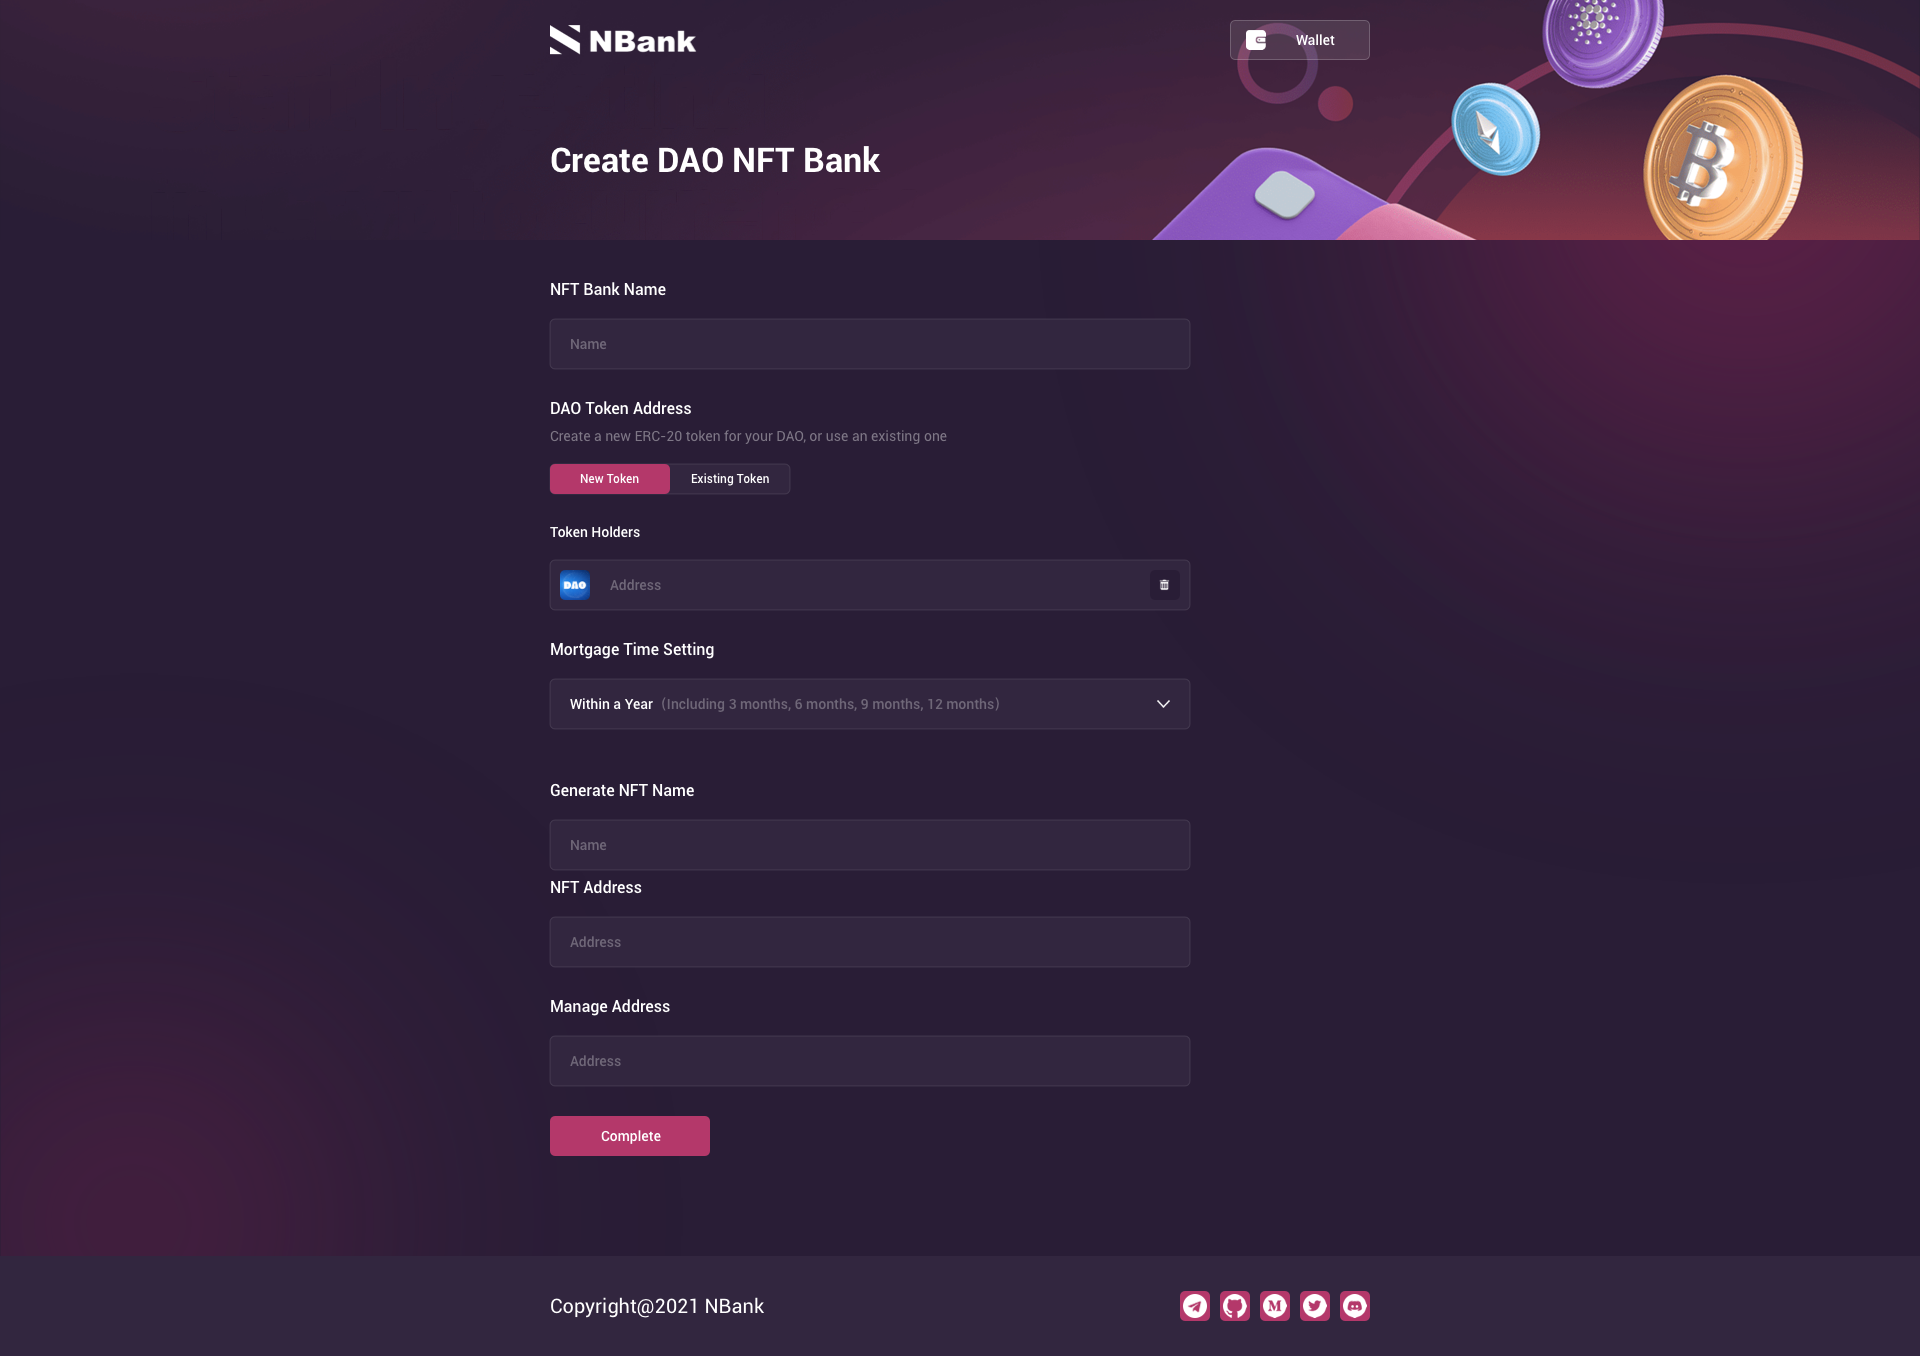 NBank
Wallet
Create DAO NFT Bank
NFT Bank Name
Name
DAO Token Address
Create a new ERC-20 token for your DAO, or use an existing one
New Token
Existing Token
Token Holders
DAO
Address
Mortgage Time Setting
Within a Year (Including 3 months, 6 months, 9 months, 12 months)
Generate NFT Name
Name
NFT Address
Address
Manage Address
Address
Complete
Copyright@2021 NBank